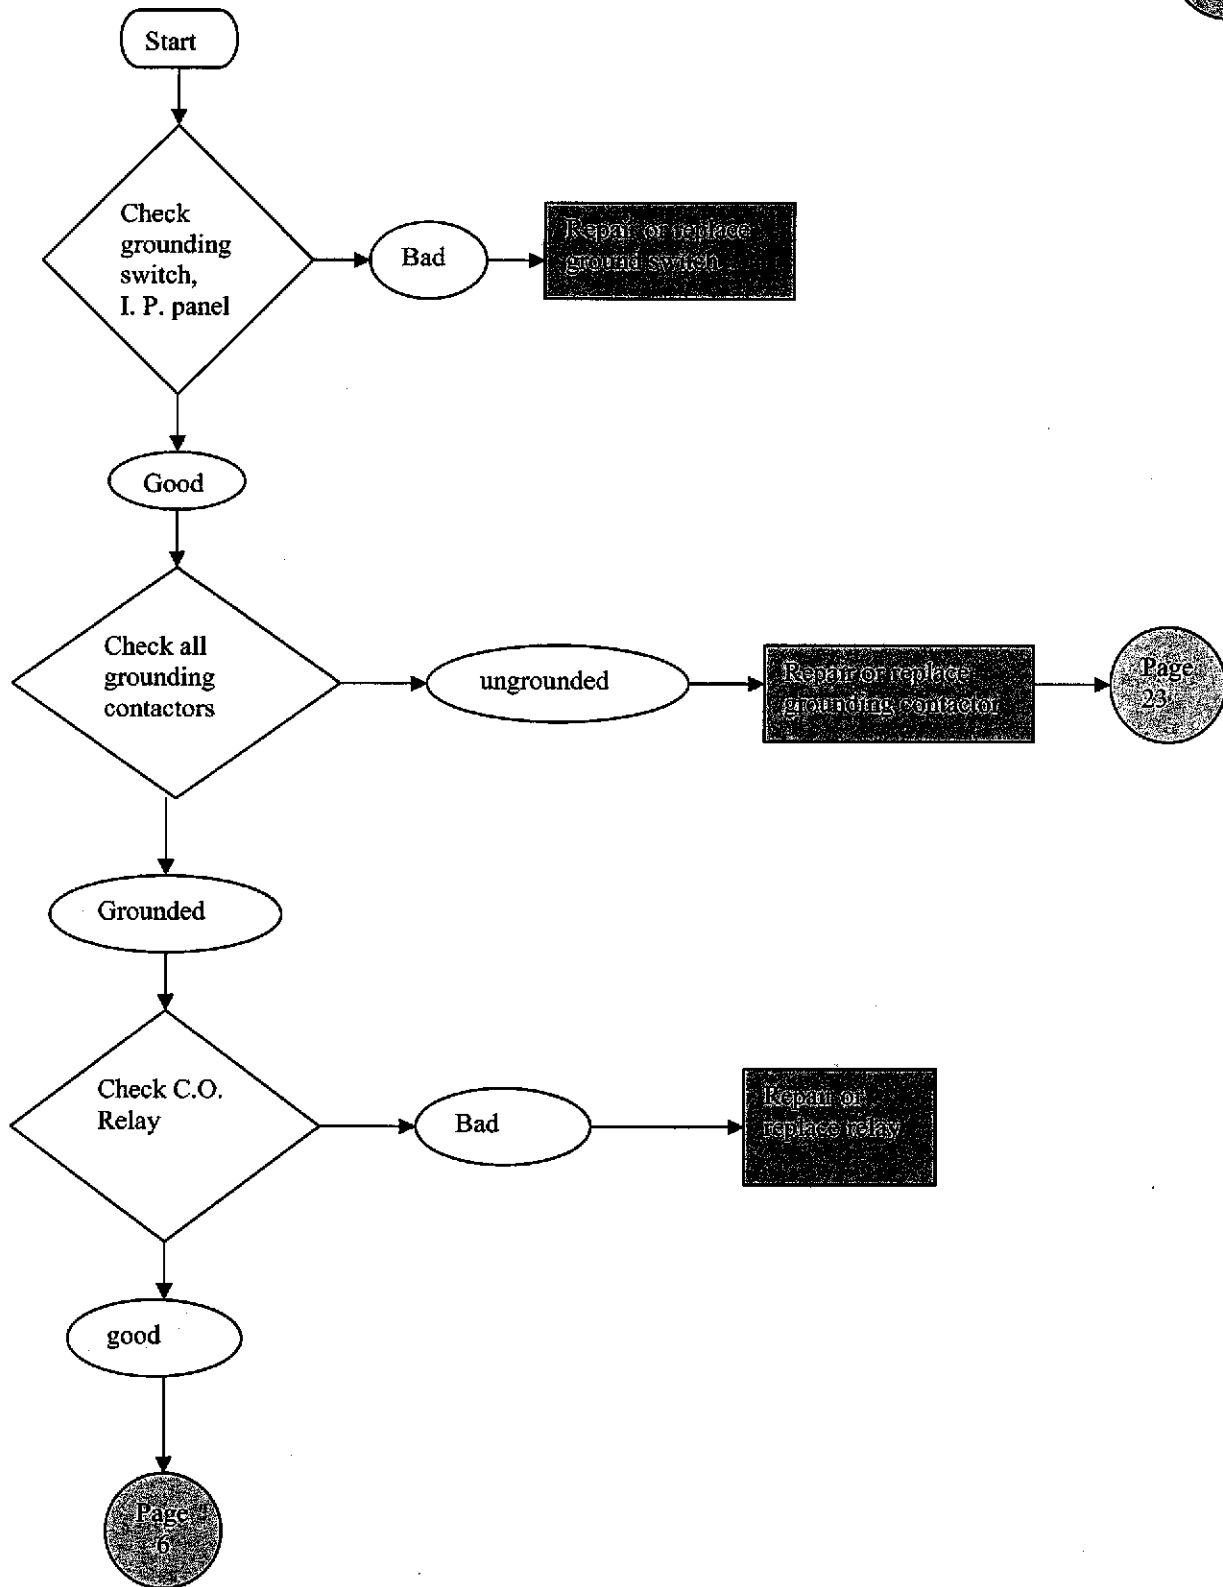 Start
Check
grounding
switch,
I. P. panel
Bad
Repair or replace
ground switch
Good
Check all
grounding
contactors
ungrounded
Repair or replace
grounding contactor
Page
23
Grounded
Check C.O.
Relay
Bad
Repair or
replace relay
good
Page
6